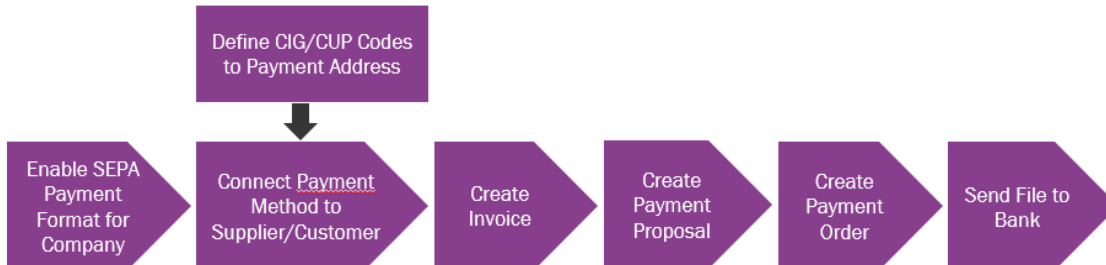 Define CIG/CUP Codes
to Payment Address
Enable SEPA
Payment
Format for
Company
Connect Payment
Method to
Supplier/Customer
Create
Invoice
Create
Payment
Proposal
Create
Payment
Order
Send File to
Bank